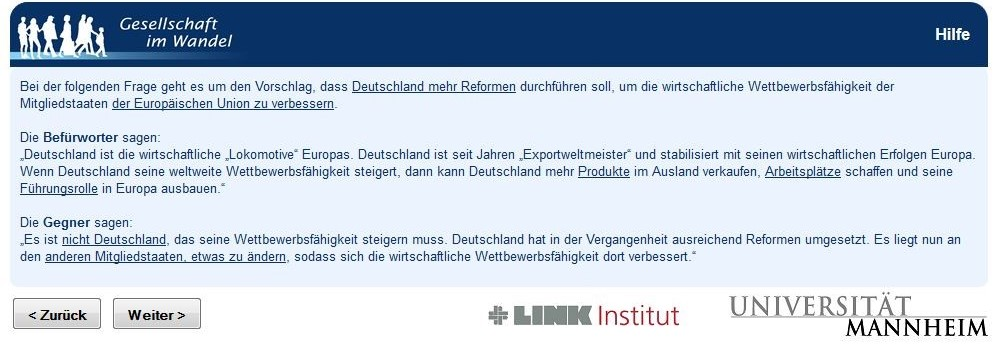 Gesellschaft
im Wandel
Hilfe
Bei der folgenden Frage geht es um den Vorschlag, dass Deutschland mehr Reformen durchführen soll, um die wirtschaftliche Wettbewerbsfähigkeit der
Mitgliedstaaten der Europäischen Union zu verbessern.
Die Befürworter sagen:
„Deutschland ist die wirtschaftliche „Lokomotive“ Europas. Deutschland ist seit Jahren „Exportweltmeister“ und stabilisiert mit seinen wirtschaftlichen Erfolgen Europa.
Wenn Deutschland seine weltweite Wettbewerbsfähigkeit steigert, dann kann Deutschland mehr Produkte im Ausland verkaufen, Arbeitsplätze schaffen und seine
Führungsrolle in Europa ausbauen.“
Die Gegner sagen:
„Es ist nicht Deutschland, das seine Wettbewerbsfähigkeit steigern muss. Deutschland hat in der Vergangenheit ausreichend Reformen umgesetzt. Es liegt nun an
den anderen Mitgliedstaaten, etwas zu ändern, sodass sich die wirtschaftliche Wettbewerbsfähigkeit dort verbessert.“
< Zurück Weiter >
LINK Institut
UNIVERSITÄT
MANNHEIM